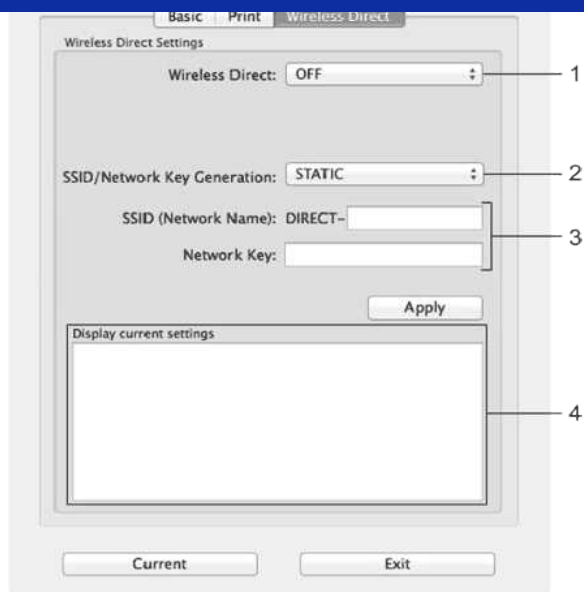 Basic Print Wireless Direct
Wireless Direct Settings
Wireless Direct: OFF 1
SSID/Network Key Generation: STATIC 2
SSID (Network Name): DIRECT-
3
Network Key:
Apply
Display current settings
4
Current Exit